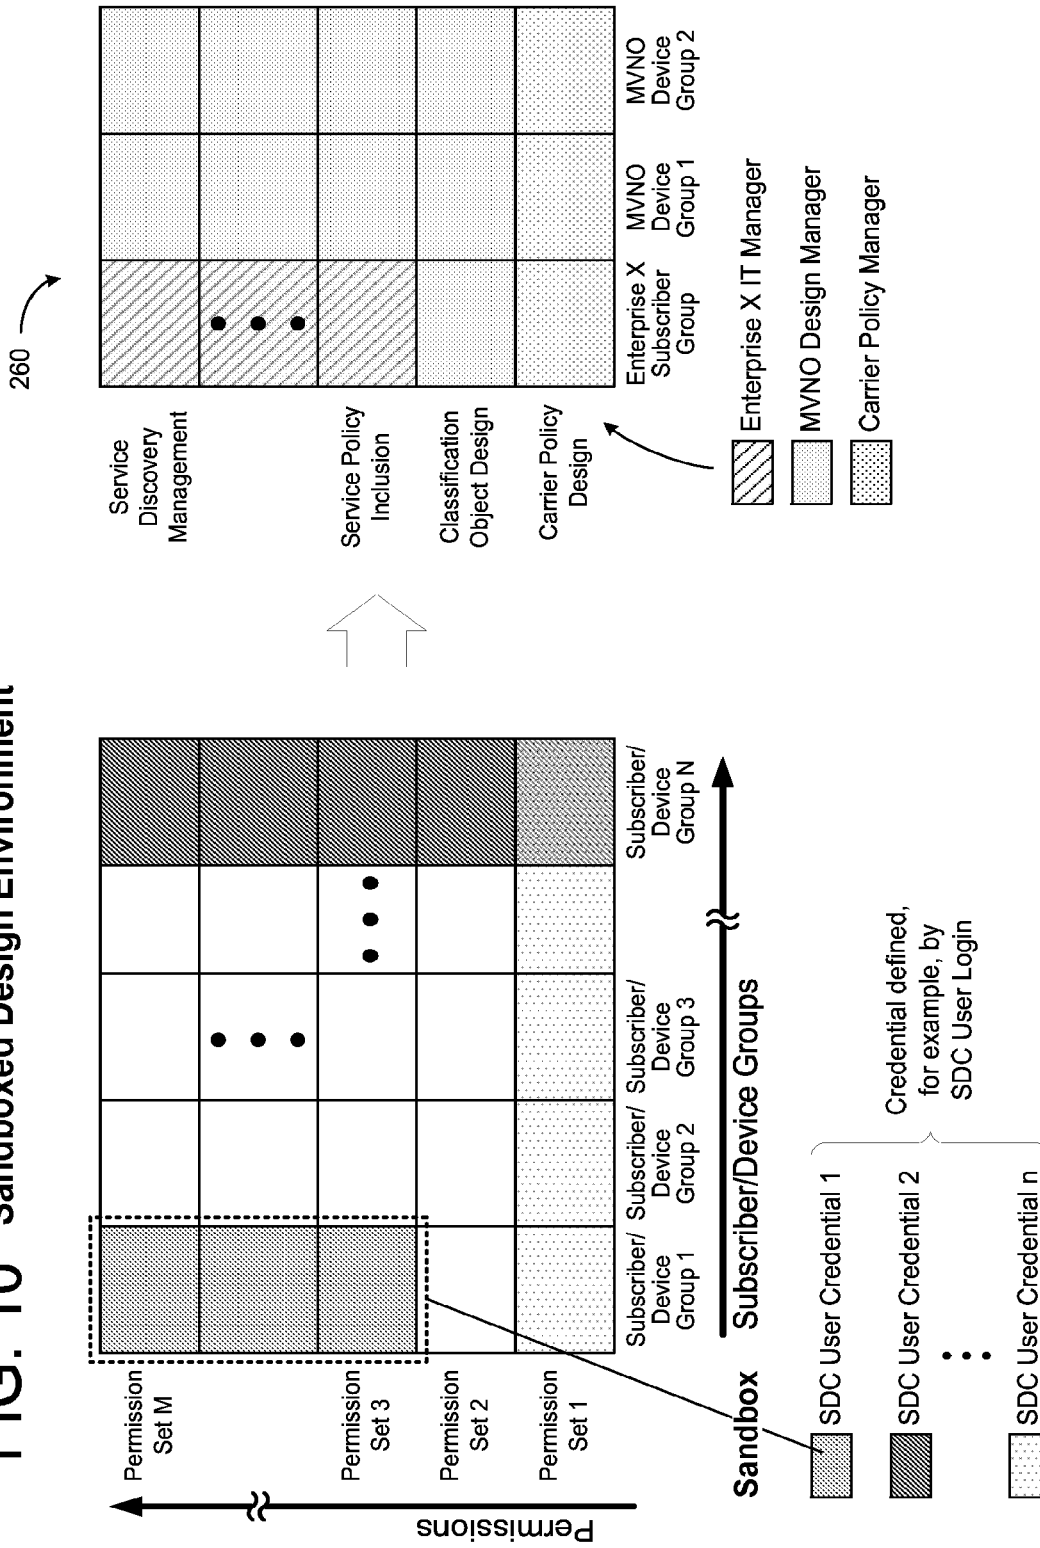 FIG. 10
Sandboxed Design Environment
Permissions
Permission
Set M
Permission
Set 3
Permission
Set 2
Permission
Set 1
Subscriber/
Device
Group 1
Subscriber/
Device
Group 2
Subscriber/
Device
Group 3
Subscriber/
Device
Group N
Sandbox
Subscriber/Device Groups
SDC User Credential 1
SDC User Credential 2
SDC User Credential n
Credential defined,
for example, by
SDC User Login
260
Service
Discovery
Management
Service Policy
Inclusion
Classification
Object Design
Carrier Policy
Design
Enterprise X
Subscriber
Group
MVNO
Device
Group 1
MVNO
Device
Group 2
Enterprise X IT Manager
MVNO Design Manager
Carrier Policy Manager